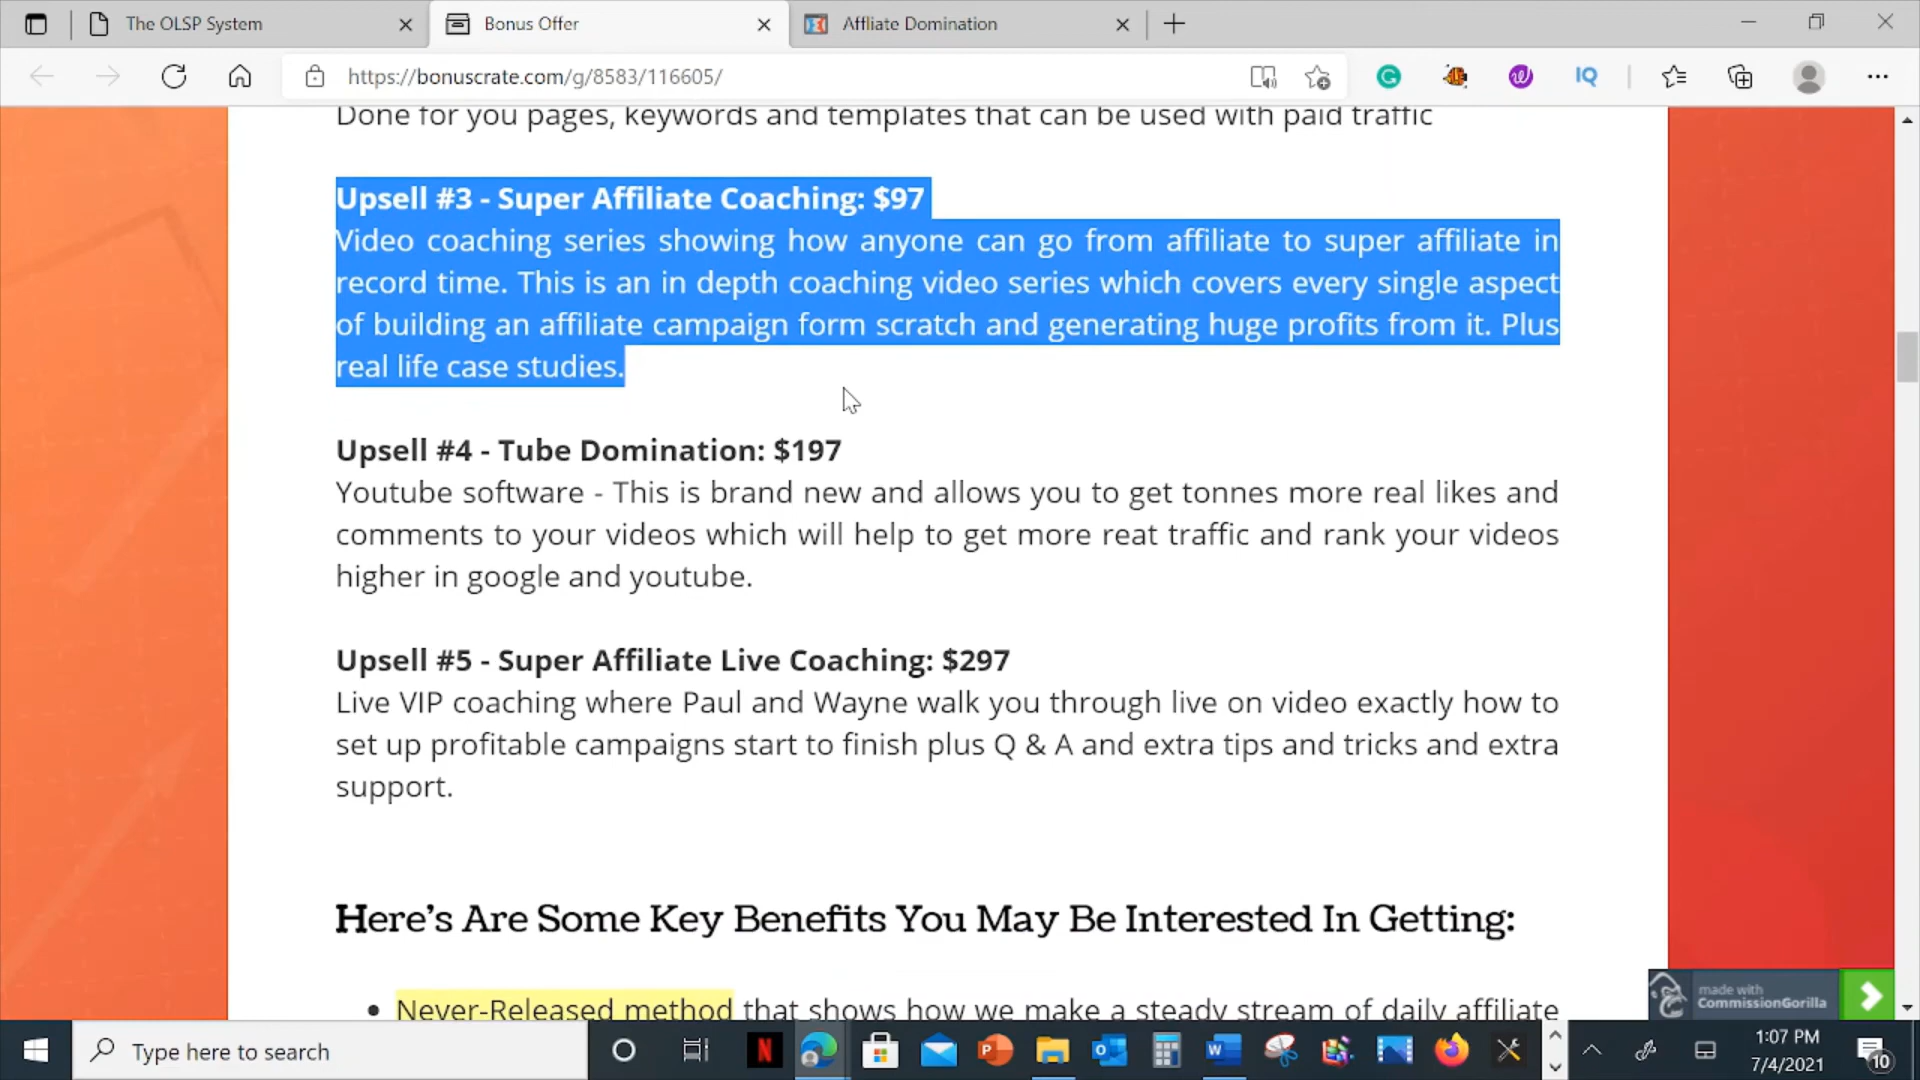 The OLSP System
Bonus Offer
Affliate Domination
https://bonuscrate.com/g/8583/116605/
Done for you pages, keywords and templates that can be used with paid traffic
Upsell #3 - Super Affiliate Coaching: $97
Video coaching series showing how anyone can go from affiliate to super affiliate in
record time. This is an in depth coaching video series which covers every single aspect
of building an affiliate campaign form scratch and generating huge profits from it. Plus
real life case studies.
Upsell #4 - Tube Domination: $197
Youtube software - This is brand new and allows you to get tonnes more real likes and
comments to your videos which will help to get more reat traffic and rank your videos
higher in google and youtube.
Upsell #5 - Super Affiliate Live Coaching: $297
Live VIP coaching where Paul and Wayne walk you through live on video exactly how to
set up profitable campaigns start to finish plus Q & A and extra tips and tricks and extra
support.
Here's Are Some Key Benefits You May Be Interested In Getting:
• Never-Released method that shows how we make a steady stream of daily affiliate
made with
CommissionGorilla
Type here to search
1:07 PM
7/4/2021
10